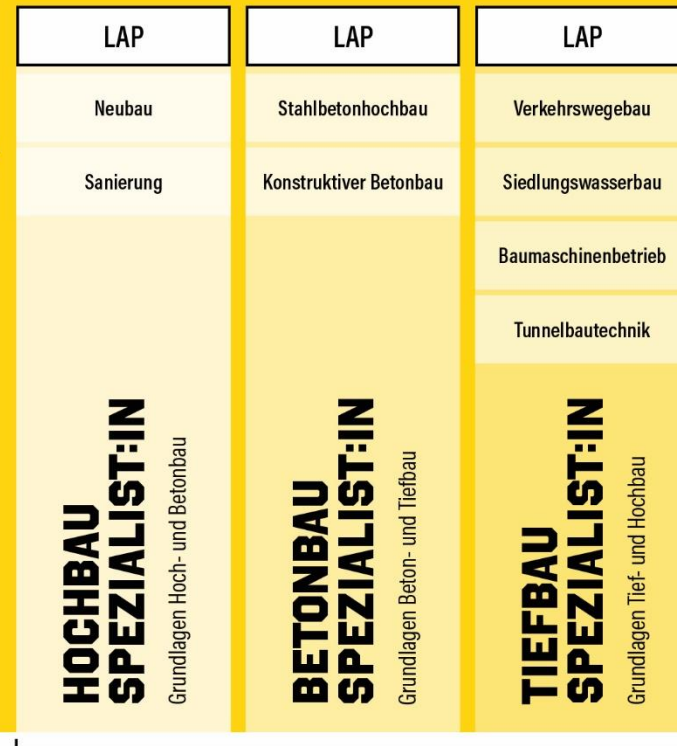 LAP
Neubau
Sanierung
HOCHBAU
SPEZIALIST:IN
Grundlagen Hoch- und Betonbau
LAP
Stahlbetonhochbau
Konstruktiver Betonbau
BETONBAU
SPEZIALIST:IN
Grundlagen Beton- und Tiefbau
LAP
Verkehrswegebau
Siedlungswasserbau
Baumaschinenbetrieb
Tunnelbautechnik
TIEFBAU
SPEZIALIST:IN
Grundlagen Tief- und Hochbau